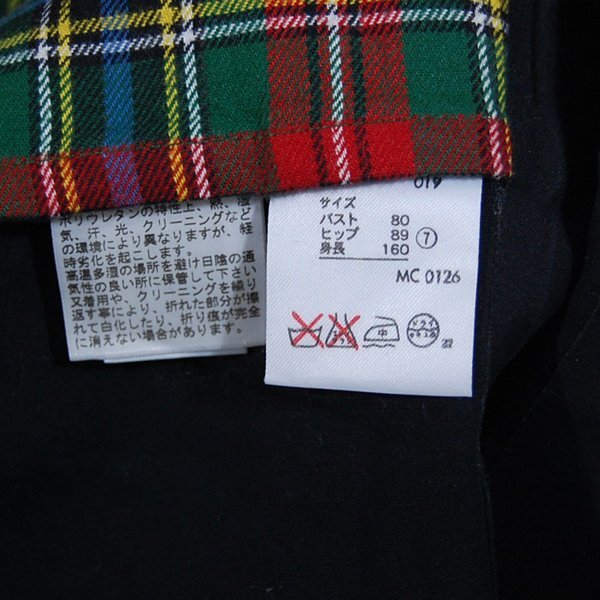 ポリウレタンの特性上、熱、湿
気、汗、光、クリーニングなど
の環境により異なりますが、経
時劣化を起こします。
高温多湿の場所を避け日陰の通
気性の良い所に保管して下さい
又着用や、クリーニングを繰り
返す事により、折れた部分が擦
れて白化したり、折り痕が完全
に消えない場合があります。
019
サイズ
バスト 80
ヒップ 89 ⑦
身長 160
MC 0126
中
ドライ
22